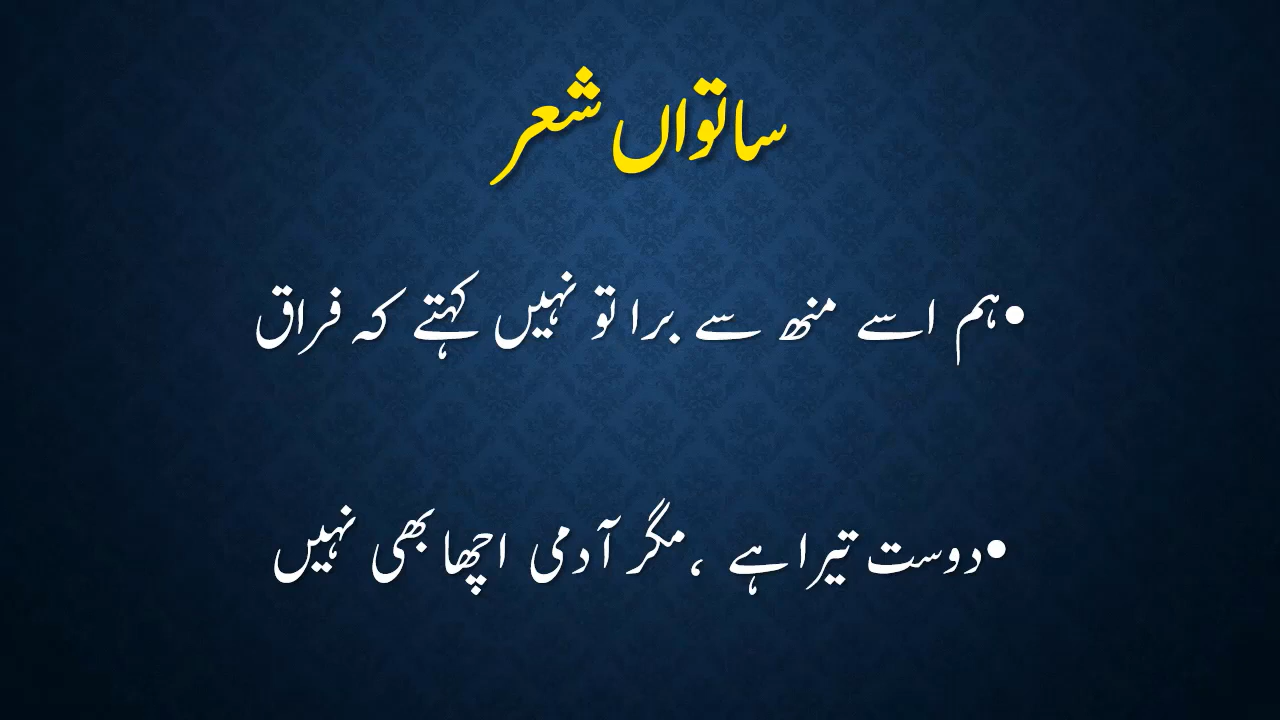 ساتواں شعر
•ہم اسے منھ سے برا تو نہیں کہتے کہ فراق
•دوست تیرا ہے ،مگر آدمی اچھا بھی نہیں